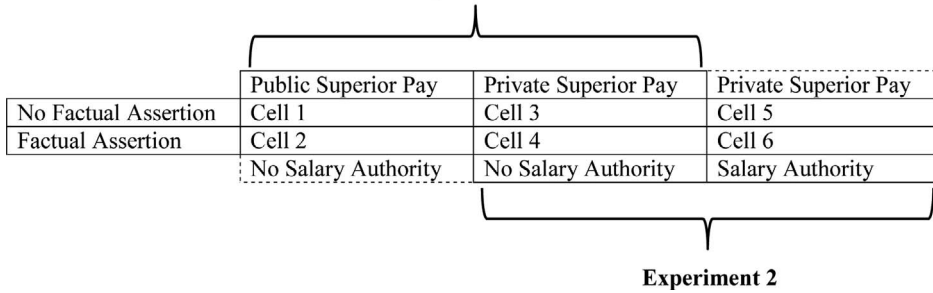 Public Superior Pay Private Superior Pay Private Superior Pay
No Factual Assertion Cell 1 Cell 3 Cell 5
Factual Assertion Cell 2 Cell 4 Cell 6
No Salary Authority No Salary Authority Salary Authority
Experiment 2